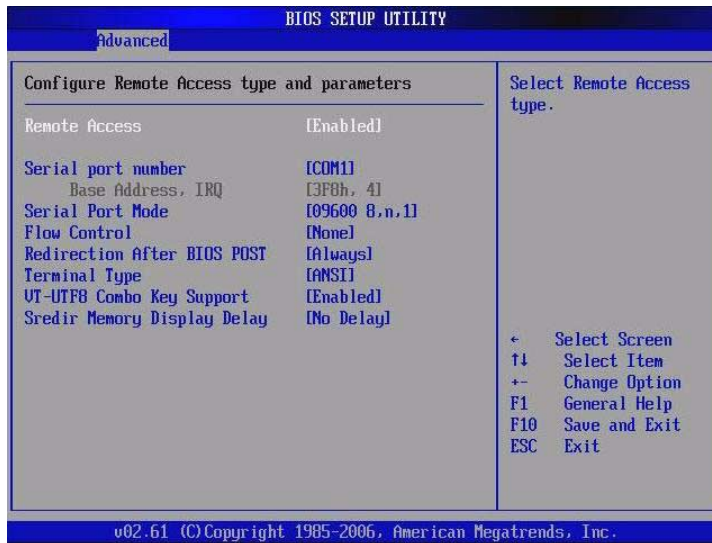 BIOS SETUP UTILITY
Advanced
Configure Remote Access type and parameters
Remote Access [Enabled]
Serial port number [COM1]
Base Address, IRQ [3F8h, 4]
Serial Port Mode [09600 8,n,1]
Flow Control [None]
Redirection After BIOS POST [Always]
Terminal Type [ANSI]
VT-UTF8 Combo Key Support [Enabled]
Sredir Memory Display Delay [No Delay]
Select Remote Access
type.
← Select Screen
↑↓ Select Item
+- Change Option
F1 General Help
F10 Save and Exit
ESC Exit
v02.61 (C)Copyright 1985-2006, American Megatrends, Inc.